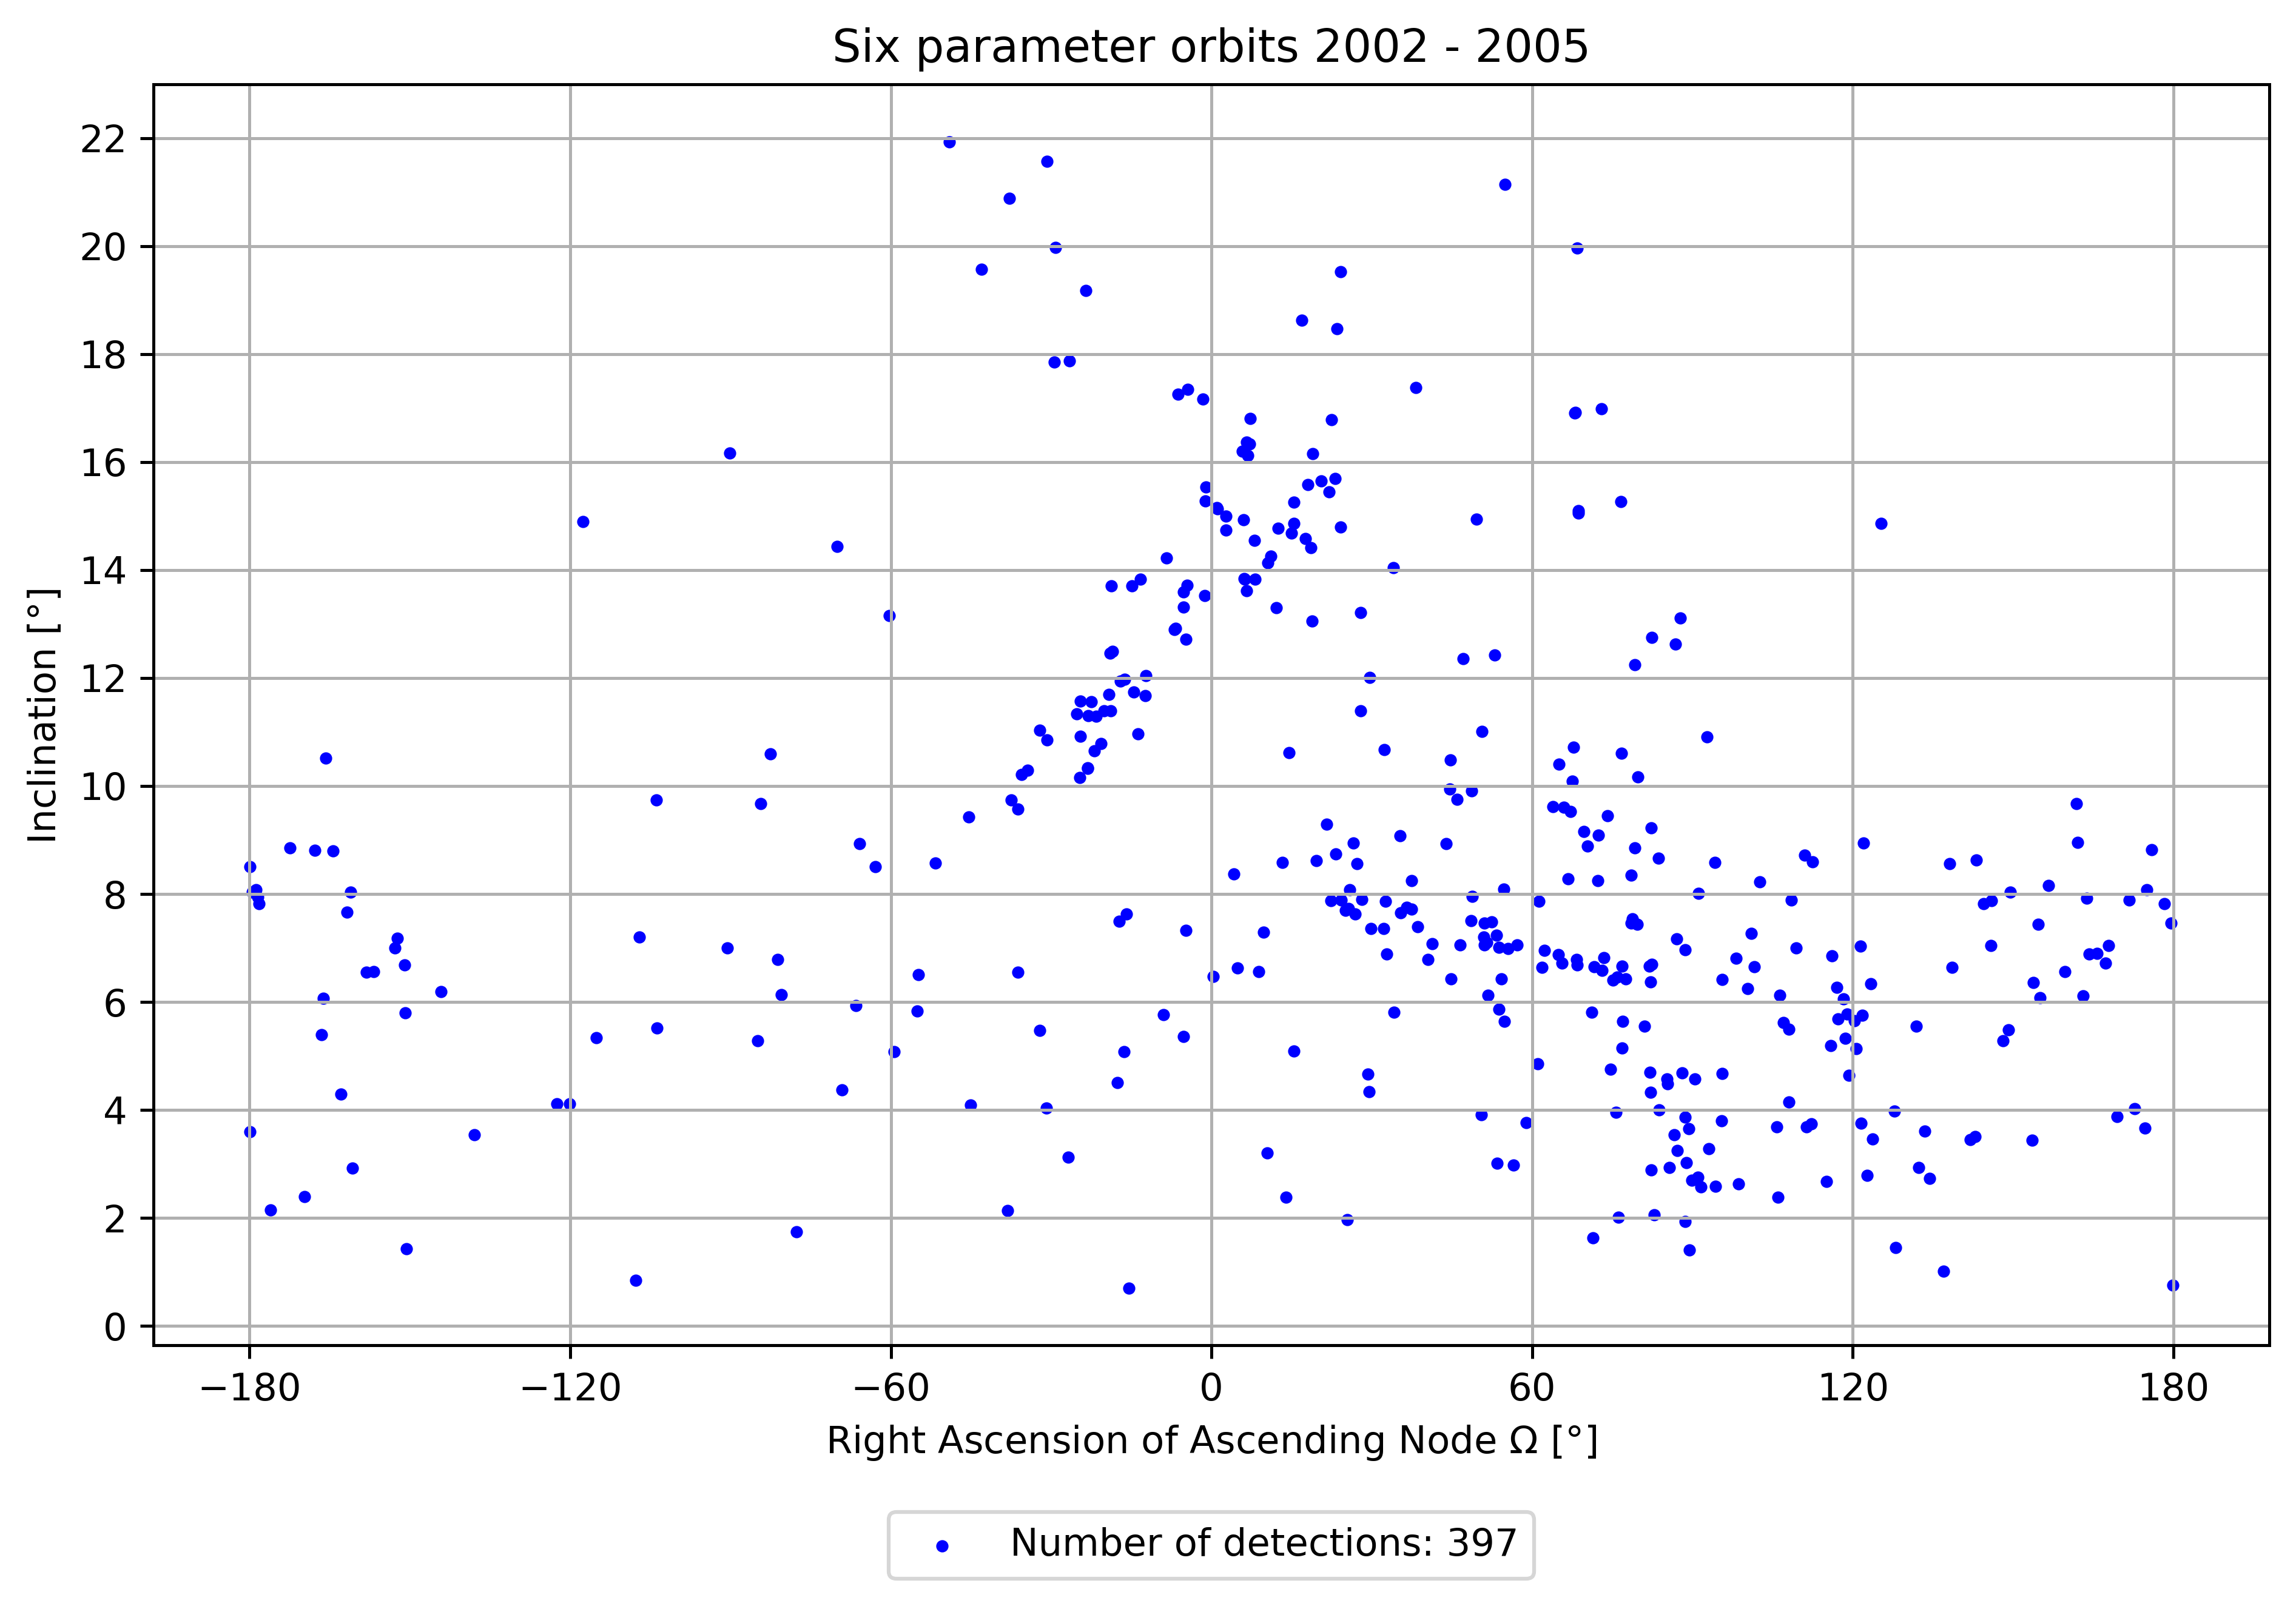 Six parameter orbits 2002 - 2005
22
20
18
16
14
12
10
8
6
4
2
0
Inclination [°]
−180 −120 −60 0 60 120 180
Right Ascension of Ascending Node Ω [°]
Number of detections: 397